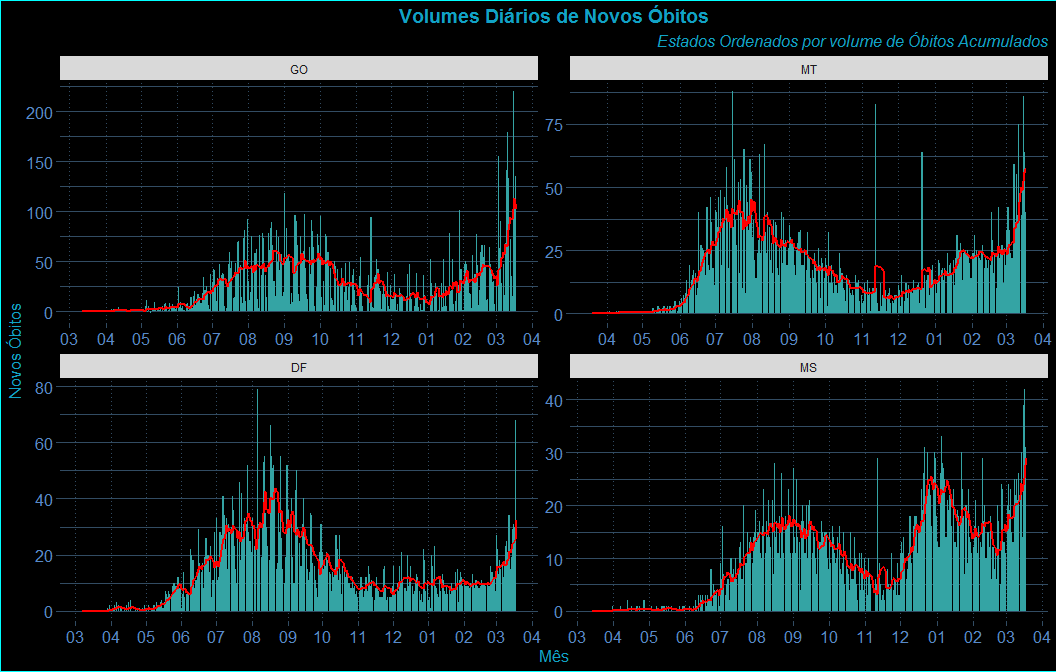 Volumes Diários de Novos Óbitos
Estados Ordenados por volume de Óbitos Acumulados
GO
MT
200
150
100
50
0
03 04 05 06 07 08 09 10 11 12 01 02 03 04
75
50
25
0
04 05 06 07 08 09 10 11 12 01 02 03 04
Novos Óbitos
DF
MS
80
60
40
20
0
03 04 05 06 07 08 09 10 11 12 01 02 03 04
40
30
20
10
0
03 04 05 06 07 08 09 10 11 12 01 02 03 04
Mês